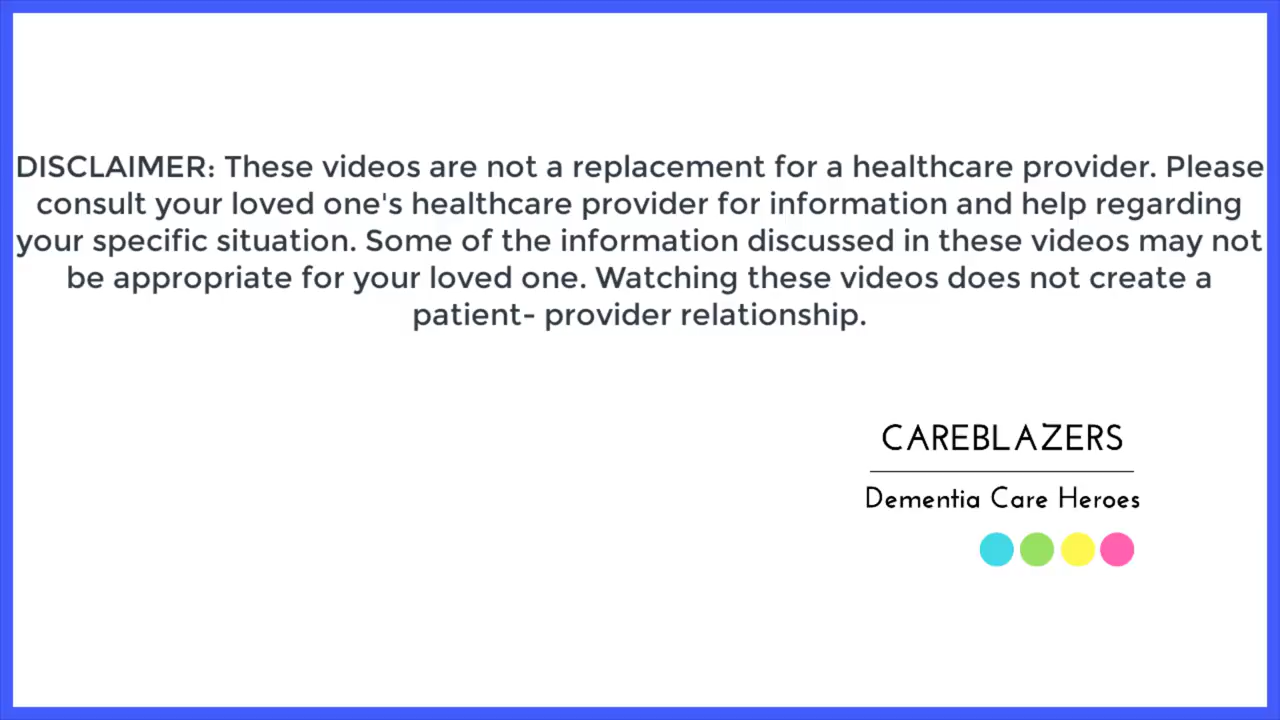 DISCLAIMER: These videos are not a replacement for a healthcare provider. Please
consult your loved one's healthcare provider for information and help regarding
your specific situation. Some of the information discussed in these videos may not
be appropriate for your loved one. Watching these videos does not create a
patient- provider relationship.
CAREBLAZERS
Dementia Care Heroes